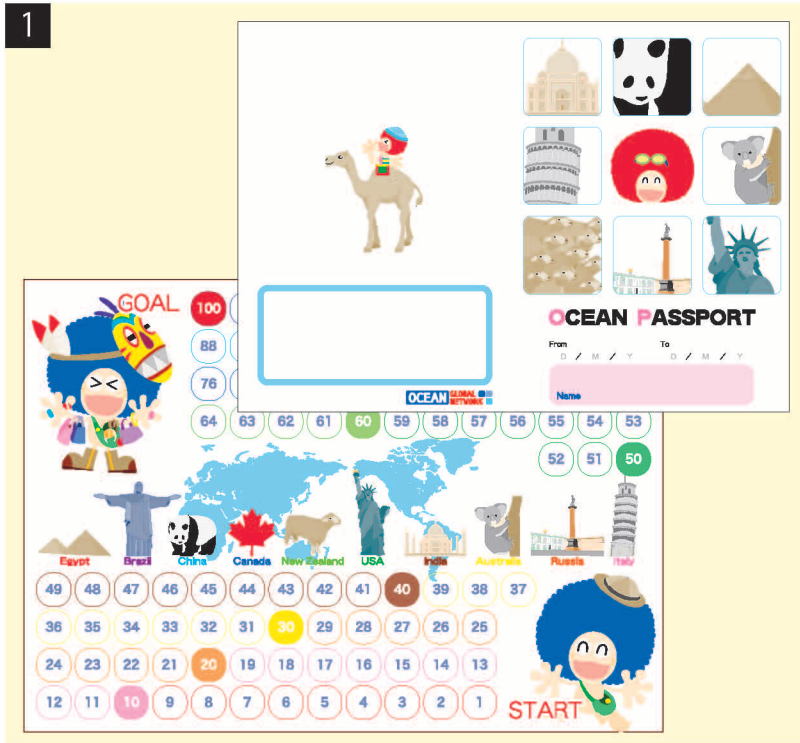 1
OCEAN PASSPORT
From
To
D / M / Y
D / M / Y
Name
OCEAN GLOBAL NETWORK
GOAL
100
88
76
64 63 62 61 60 59 58 57 56 55 54 53
52 51 50
Egypt Brazil China Canada New Zealand USA India Australia Russia Italy
49 48 47 46 45 44 43 42 41 40 39 38 37
36 35 34 33 32 31 30 29 28 27 26 25
24 23 22 21 20 19 18 17 16 15 14 13
12 11 10 9 8 7 6 5 4 3 2 1
START